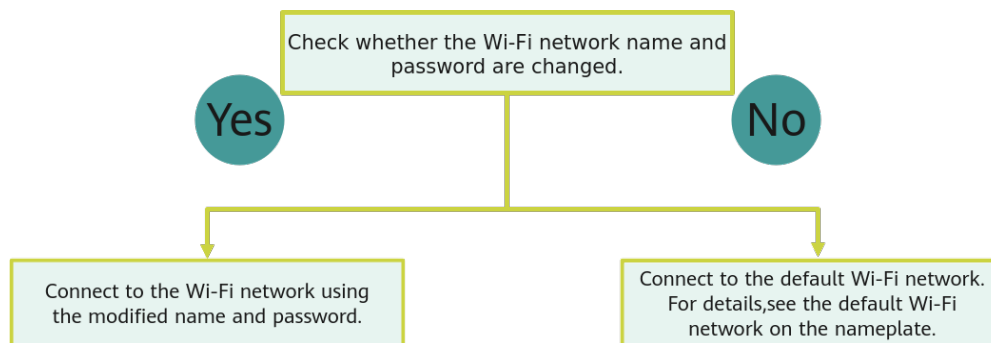 Check whether the Wi-Fi network name and
password are changed.
Yes
No
Connect to the Wi-Fi network using
the modified name and password.
Connect to the default Wi-Fi network.
For details,see the default Wi-Fi
network on the nameplate.